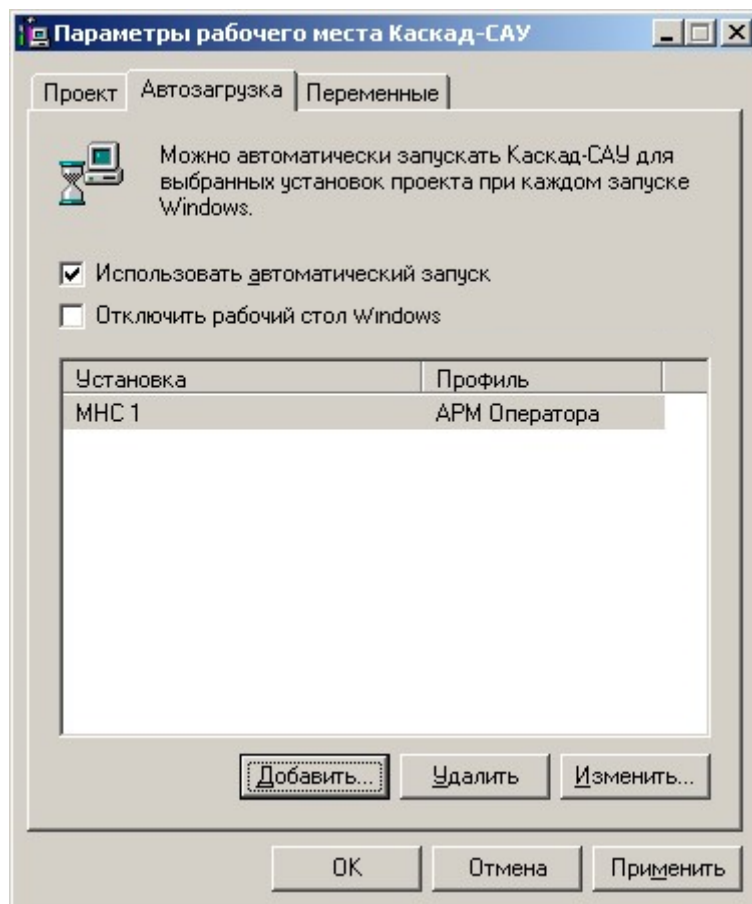 Параметры рабочего места Каскад-САУ
Проект Автозагрузка Переменные
Можно автоматически запускать Каскад-САУ для
выбранных установок проекта при каждом запуске
Windows.
Использовать автоматический запуск
Отключить рабочий стол Windows
Установка Профиль
МНС 1 АРМ Оператора
Добавить... Удалить Изменить...
OK Отмена Применить